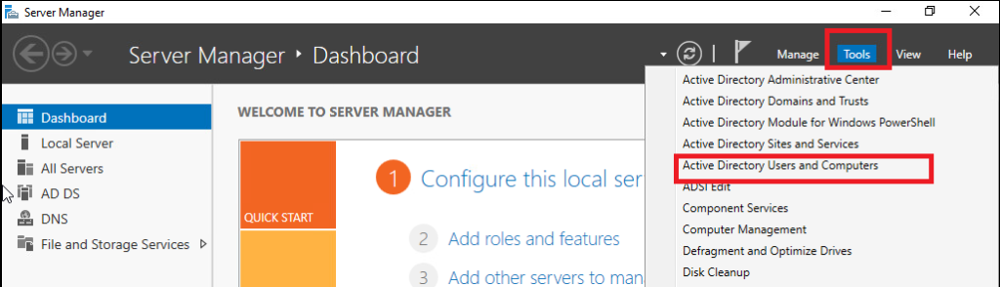 Server Manager
Server Manager ‣ Dashboard
Manage Tools View Help
Dashboard
Local Server
All Servers
AD DS
DNS
File and Storage Services
WELCOME TO SERVER MANAGER
QUICK START
1 Configure this local ser
2 Add roles and features
3 Add other servers to mana
Active Directory Administrative Center
Active Directory Domains and Trusts
Active Directory Module for Windows PowerShell
Active Directory Sites and Services
Active Directory Users and Computers
ADSI Edit
Component Services
Computer Management
Defragment and Optimize Drives
Disk Cleanup